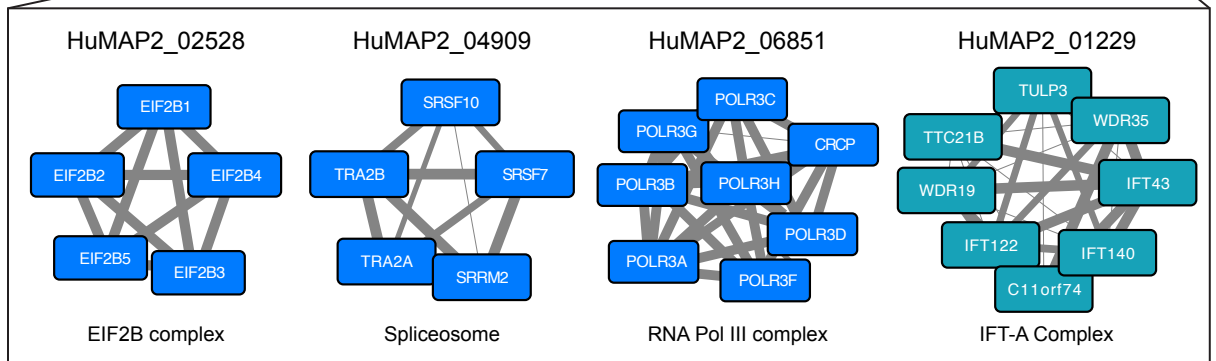 HuMAP2_02528
EIF2B1
EIF2B2
EIF2B4
EIF2B5
EIF2B3
EIF2B complex
HuMAP2_04909
SRSF10
TRA2B
SRSF7
TRA2A
SRRM2
Spliceosome
HuMAP2_06851
POLR3C
POLR3G
CRCP
POLR3B
POLR3H
POLR3D
POLR3A
POLR3F
RNA Pol III complex
HuMAP2_01229
TULP3
WDR35
TTC21B
IFT43
WDR19
IFT122
IFT140
C11orf74
IFT-A Complex